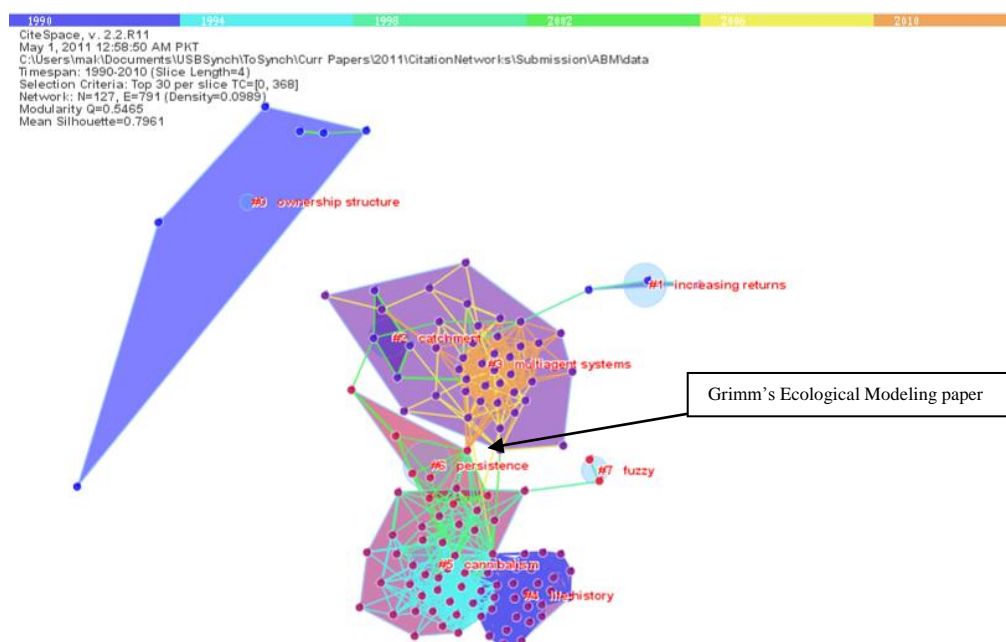 1990 1994 1998 2002 2006 2010
CiteSpace, v. 2.2.R11
May 1, 2011 12:58:50 AM PKT
C:\Users\mak\Documents\USBSynch\ToSynch\Curr Papers\2011\CitationNetworks\Submission\ABM\data
Timespan: 1990-2010 (Slice Length=4)
Selection Criteria: Top 30 per slice TC=[0, 368]
Network: N=127, E=791 (Density=0.0989)
Modularity Q=0.5465
Mean Silhouette=0.7961
#0 ownership structure
#1 increasing returns
#2 catchment
#3 multiagent systems
Grimm's Ecological Modeling paper
#6 persistence
#7 fuzzy
#5 cannibalism
#4 life-history